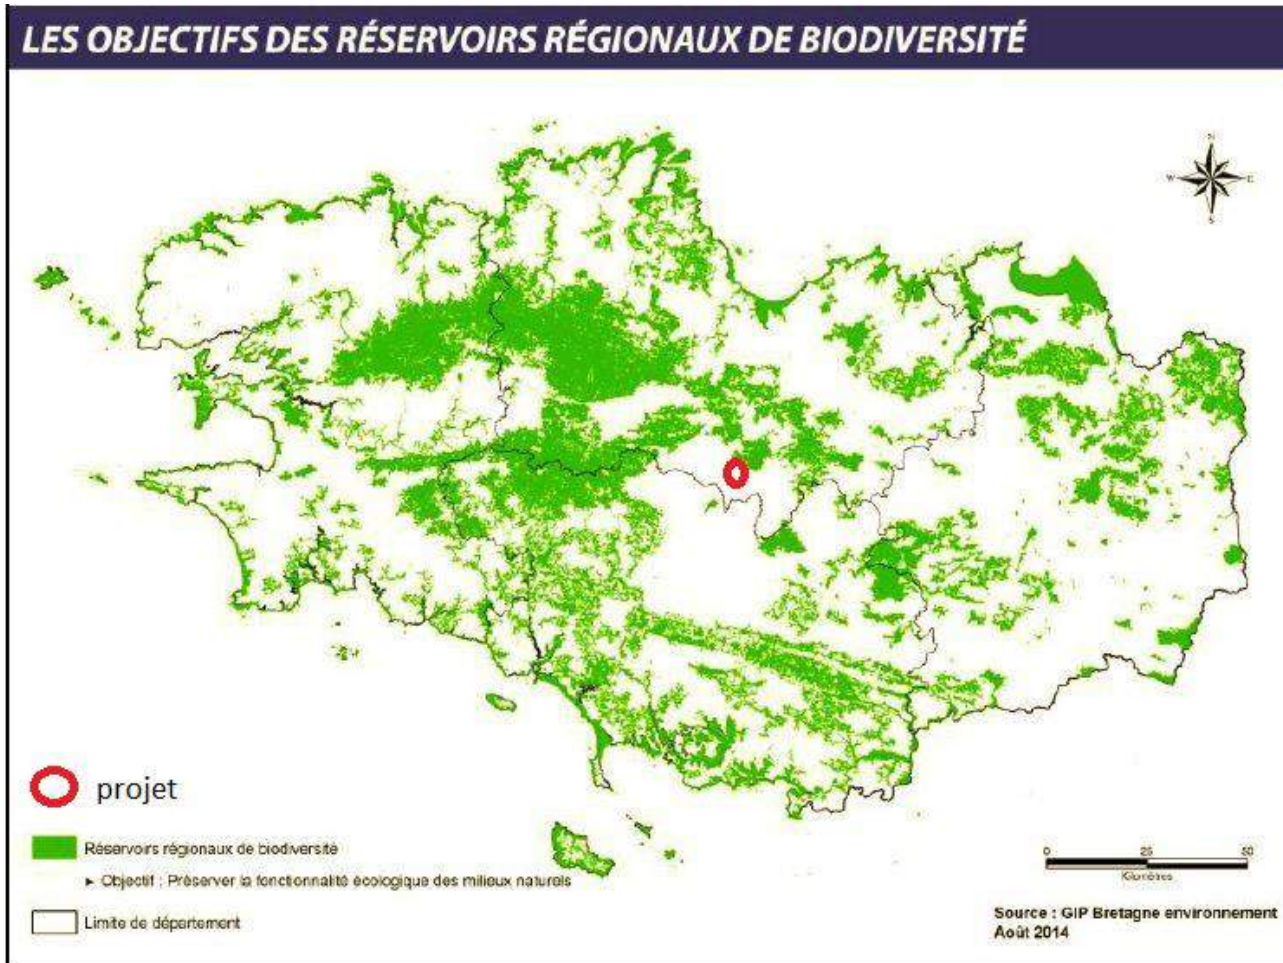 LES OBJECTIFS DES RÉSERVOIRS RÉGIONAUX DE BIODIVERSITÉ
N
W E
S
projet
Réservoirs régionaux de biodiversité
► Objectif : Préserver la fonctionnalité écologique des milieux naturels
Limite de département
0 25 50
Kilomètres
Source : GIP Bretagne environnement
Août 2014